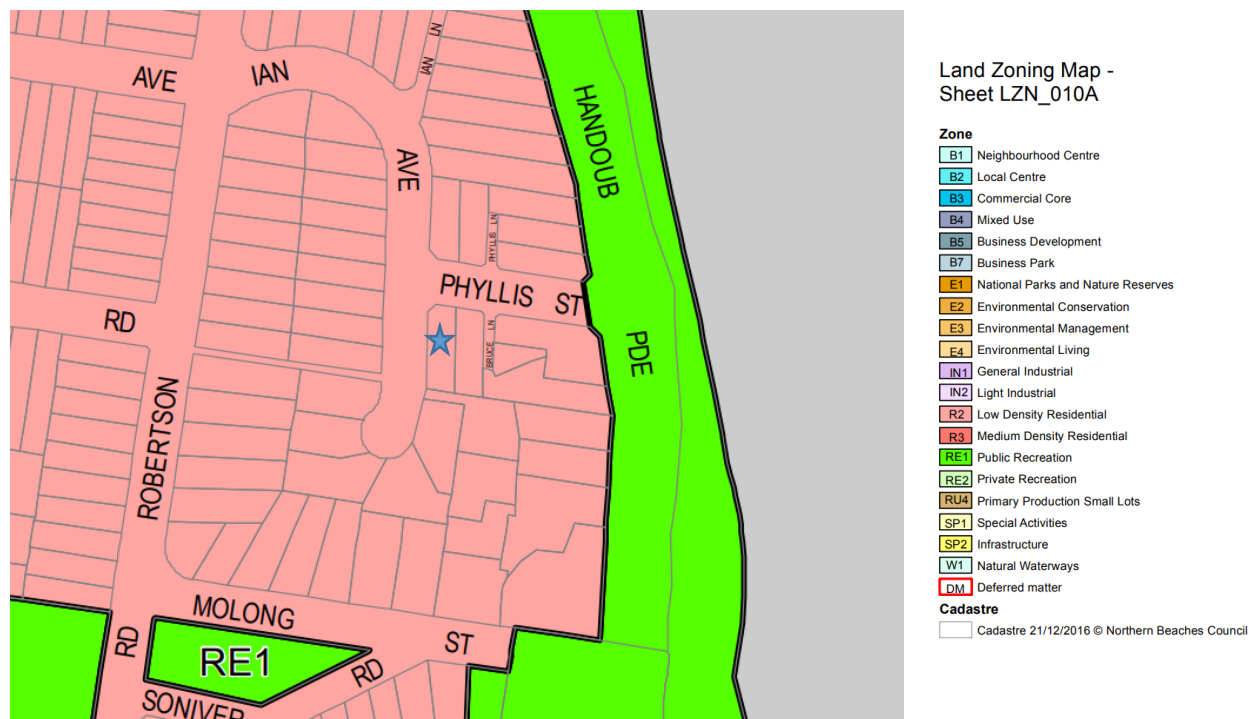 LN
IAN
IAN
AVE
HANDOUB
AVE
PHYLLIS LN
PHYLLIS
ST
RD
BRUCE LN
PDE
ROBERTSON
MOLONG
RD
ST
RE1
RD
Land Zoning Map -
Sheet LZN_010A
Zone
B1 Neighbourhood Centre
B2 Local Centre
B3 Commercial Core
B4 Mixed Use
B5 Business Development
B7 Business Park
E1 National Parks and Nature Reserves
E2 Environmental Conservation
E3 Environmental Management
E4 Environmental Living
IN1 General Industrial
IN2 Light Industrial
R2 Low Density Residential
R3 Medium Density Residential
RE1 Public Recreation
RE2 Private Recreation
RU4 Primary Production Small Lots
SP1 Special Activities
SP2 Infrastructure
W1 Natural Waterways
DM Deferred matter
Cadastre
Cadastre 21/12/2016 © Northern Beaches Council